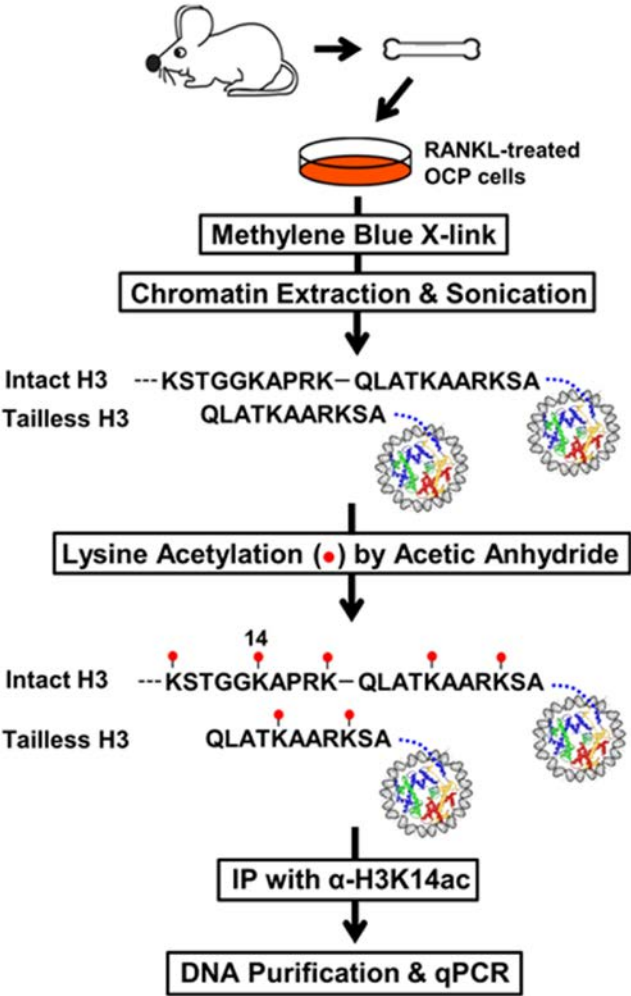 RANKL-treated
OCP cells
Methylene Blue X-link
Chromatin Extraction & Sonication
Intact H3 ---KSTGGKAPRK–QLATKAARKSA
Tailless H3 QLATKAARKSA
Lysine Acetylation (•) by Acetic Anhydride
14
Intact H3 ---KSTGGKAPRK–QLATKAARKSA
Tailless H3 QLATKAARKSA
IP with α-H3K14ac
DNA Purification & qPCR